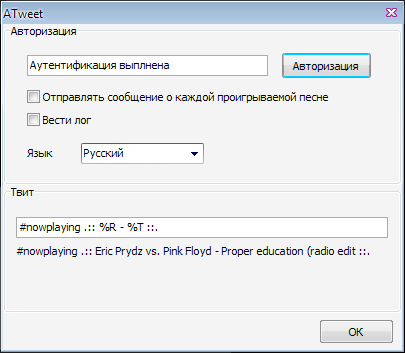 ATweet
Авторизация
Аутентификация выплнена
Авторизация
Отправлять сообщение о каждой проигрываемой песне
Вести лог
Язык
Русский
Твит
#nowplaying .:: %R - %T ::.
#nowplaying .:: Eric Prydz vs. Pink Floyd - Proper education (radio edit ::.
OK